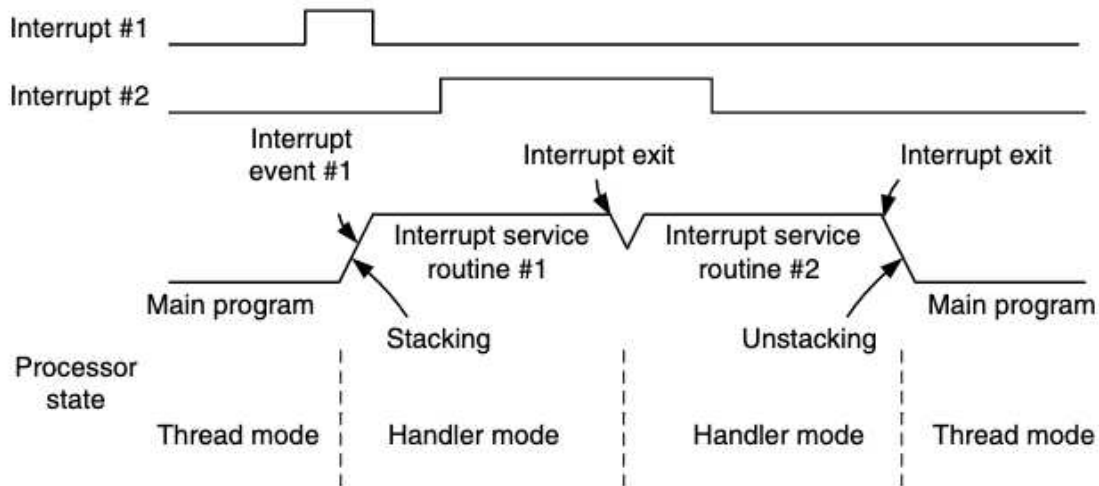 Interrupt #1
Interrupt #2
Interrupt
event #1
Interrupt exit
Interrupt exit
Interrupt service
routine #1
Interrupt service
routine #2
Main program
Main program
Stacking
Unstacking
Processor
state
Thread mode
Handler mode
Handler mode
Thread mode